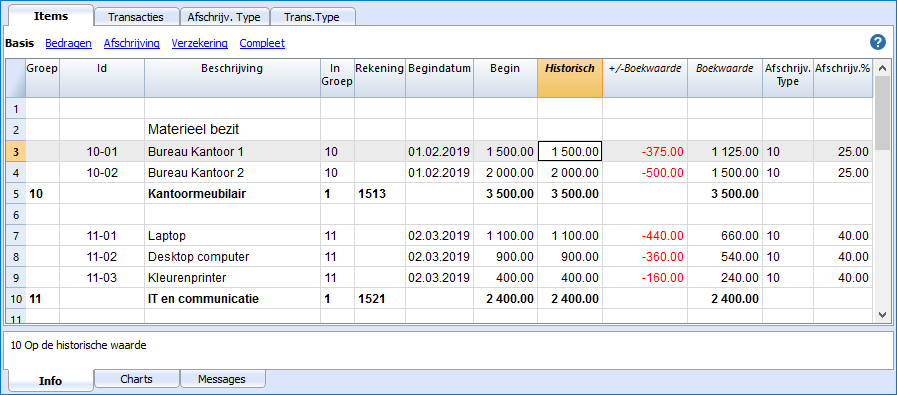 Items Transacties Afschrijv. Type Trans.Type
Basis Bedragen Afschrijving Verzekering Compleet ?
Groep Id Beschrijving In Groep Rekening Begindatum Begin Historisch +/-Boekwaarde Boekwaarde Afschrijv. Type Afschrijv.%
1
2 Materieel bezit
3 10-01 Bureau Kantoor 1 10 01.02.2019 1 500.00 1 500.00 -375.00 1 125.00 10 25.00
4 10-02 Bureau Kantoor 2 10 01.02.2019 2 000.00 2 000.00 -500.00 1 500.00 10 25.00
5 10 Kantoormeubilair 1 1513 3 500.00 3 500.00 3 500.00
6
7 11-01 Laptop 11 02.03.2019 1 100.00 1 100.00 -440.00 660.00 10 40.00
8 11-02 Desktop computer 11 02.03.2019 900.00 900.00 -360.00 540.00 10 40.00
9 11-03 Kleurenprinter 11 02.03.2019 400.00 400.00 -160.00 240.00 10 40.00
10 11 IT en communicatie 1 1521 2 400.00 2 400.00 2 400.00
11
10 Op de historische waarde
Info Charts Messages